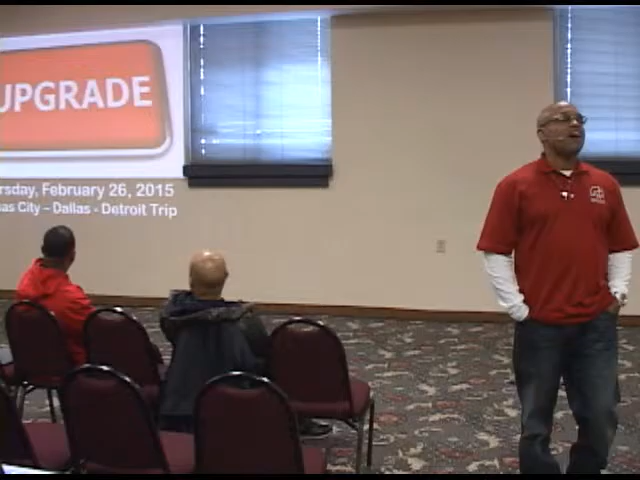 UPGRADE
rsday, February 26, 2015
as City – Dallas - Detroit Trip